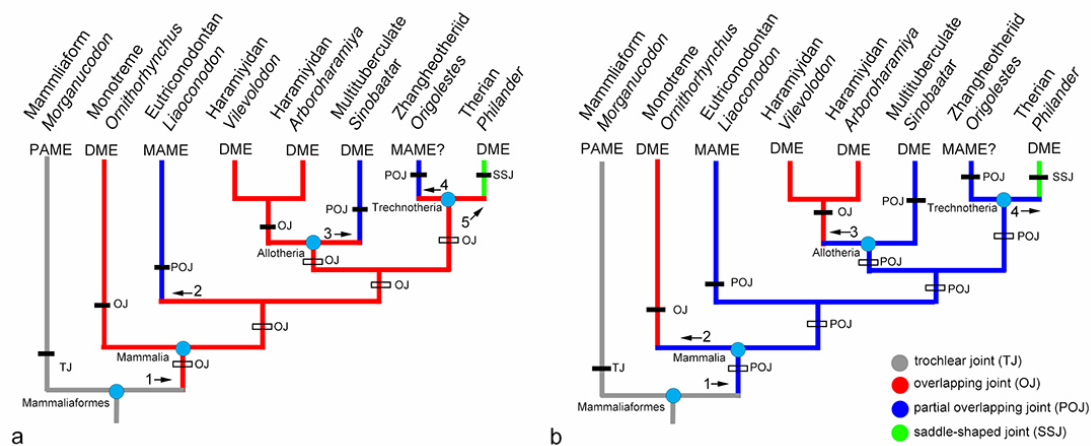 Mammliaform
Morganucodon
Monotreme
Ornithorhynchus
Eutriconodontan
Liaoconodon
Haramiyidan
Vilevolodon
Haramiyidan
Arboroharamiya
Multituberculate
Sinobaatar
Zhangheotheriid
Origolestes
Therian
Philander
PAME DME MAME DME DME DME MAME? DME
POJ 4 SSJ
Trechnotheria
POJ
5
OJ 3
OJ
Allotheria
OJ
POJ
2
OJ
OJ
OJ
Mammalia
OJ
TJ
1
Mammaliaformes
a
Mammliaform
Morganucodon
Monotreme
Ornithorhynchus
Eutriconodontan
Liaoconodon
Haramiyidan
Vilevolodon
Haramiyidan
Arboroharamiya
Multituberculate
Sinobaatar
Zhangheotheriid
Origolestes
Therian
Philander
PAME DME MAME DME DME DME MAME? DME
POJ SSJ
Trechnotheria
4
OJ POJ
3
POJ
Allotheria
POJ
POJ
POJ
OJ
POJ
2
Mammalia
POJ
TJ
1
Mammaliaformes
b
trochlear joint (TJ)
overlapping joint (OJ)
partial overlapping joint (POJ)
saddle-shaped joint (SSJ)